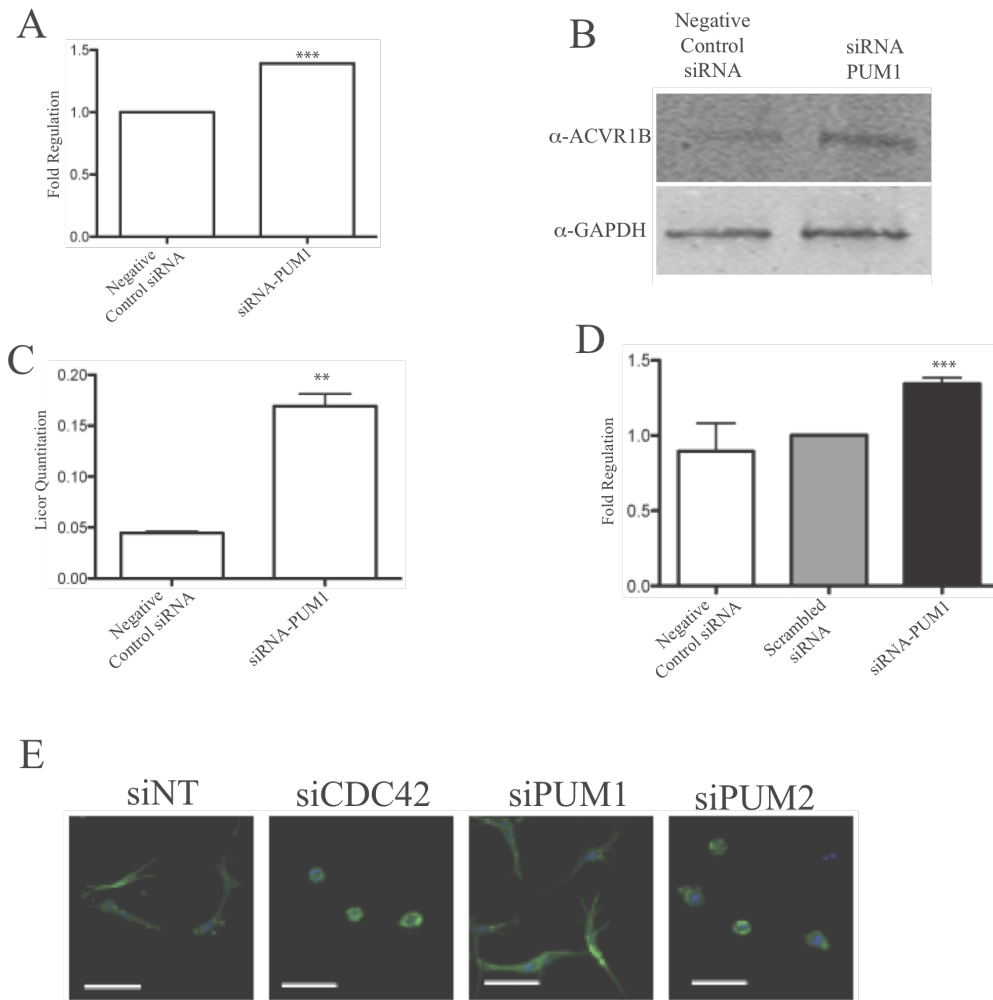 A
Fold Regulation
1.5
***
1.0
0.5
0.0
Negative
Control siRNA
siRNA-PUM1
B
Negative
Control
siRNA
siRNA
PUM1
α-ACVR1B
α-GAPDH
C
Licor Quantitation
0.20
**
0.15
0.10
0.05
0.00
Negative
Control siRNA
siRNA-PUM1
D
Fold Regulation
1.5
***
1.0
0.5
0.0
Negative
Control siRNA
Scrambled
siRNA
siRNA-PUM1
E
siNT
siCDC42
siPUM1
siPUM2